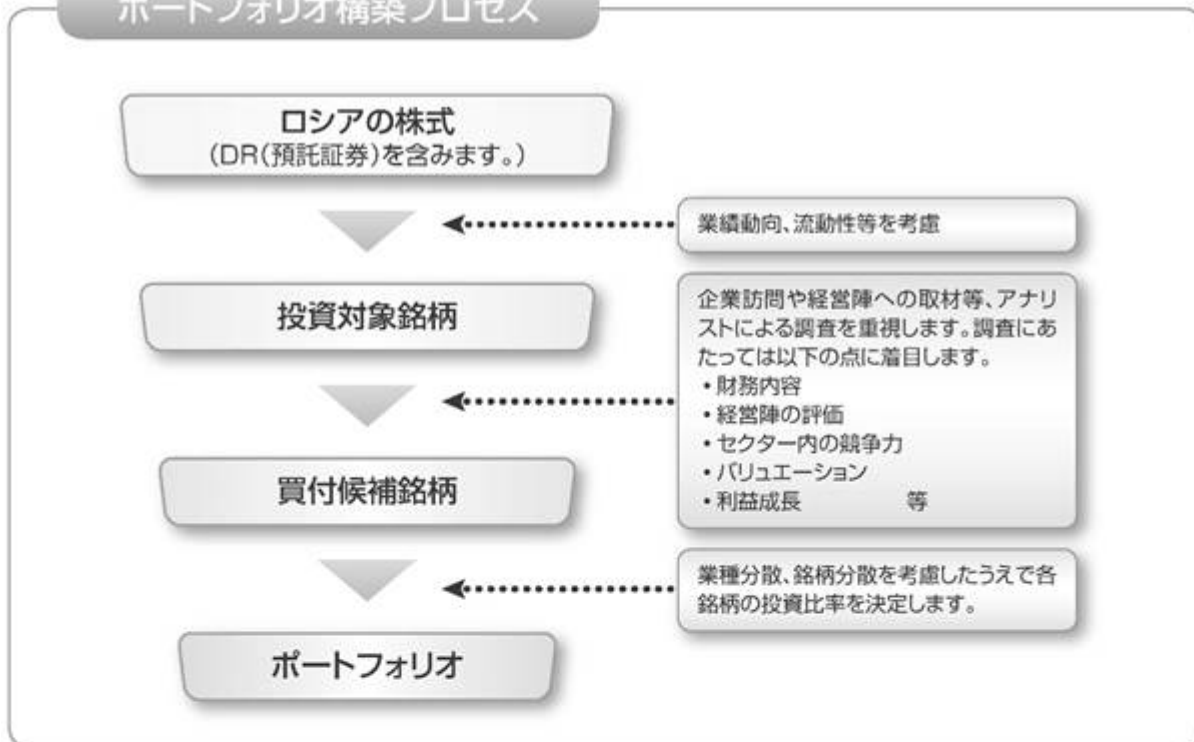 ポートフォリオ構築プロセス
ロシアの株式
(DR(預託証券)を含みます。)
業績動向、流動性等を考慮
投資対象銘柄
企業訪問や経営陣への取材等、アナリ
ストによる調査を重視します。調査にあ
たっては以下の点に着目します。
・財務内容
・経営陣の評価
・セクター内の競争力
・バリュエーション
・利益成長 等
買付候補銘柄
業種分散、銘柄分散を考慮したうえで各
銘柄の投資比率を決定します。
ポートフォリオ